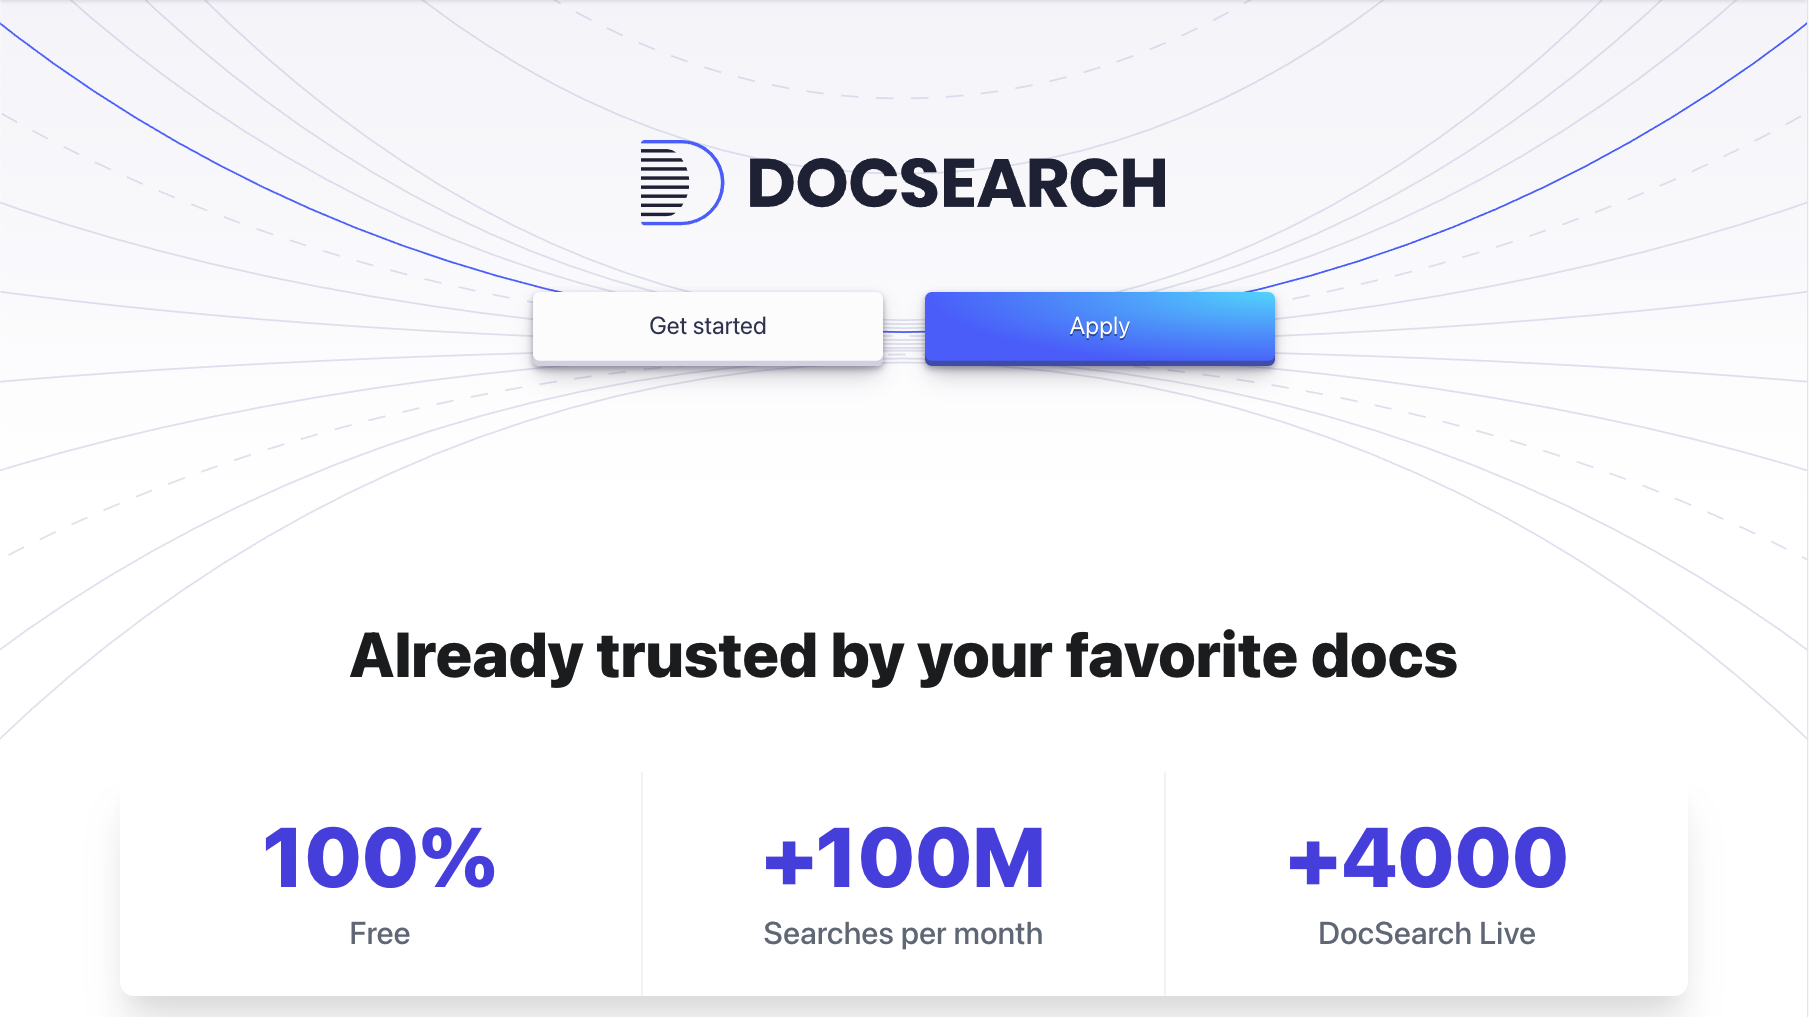 DOCSEARCH
Get started
Apply
Already trusted by your favorite docs
100%
Free
+100M
Searches per month
+4000
DocSearch Live